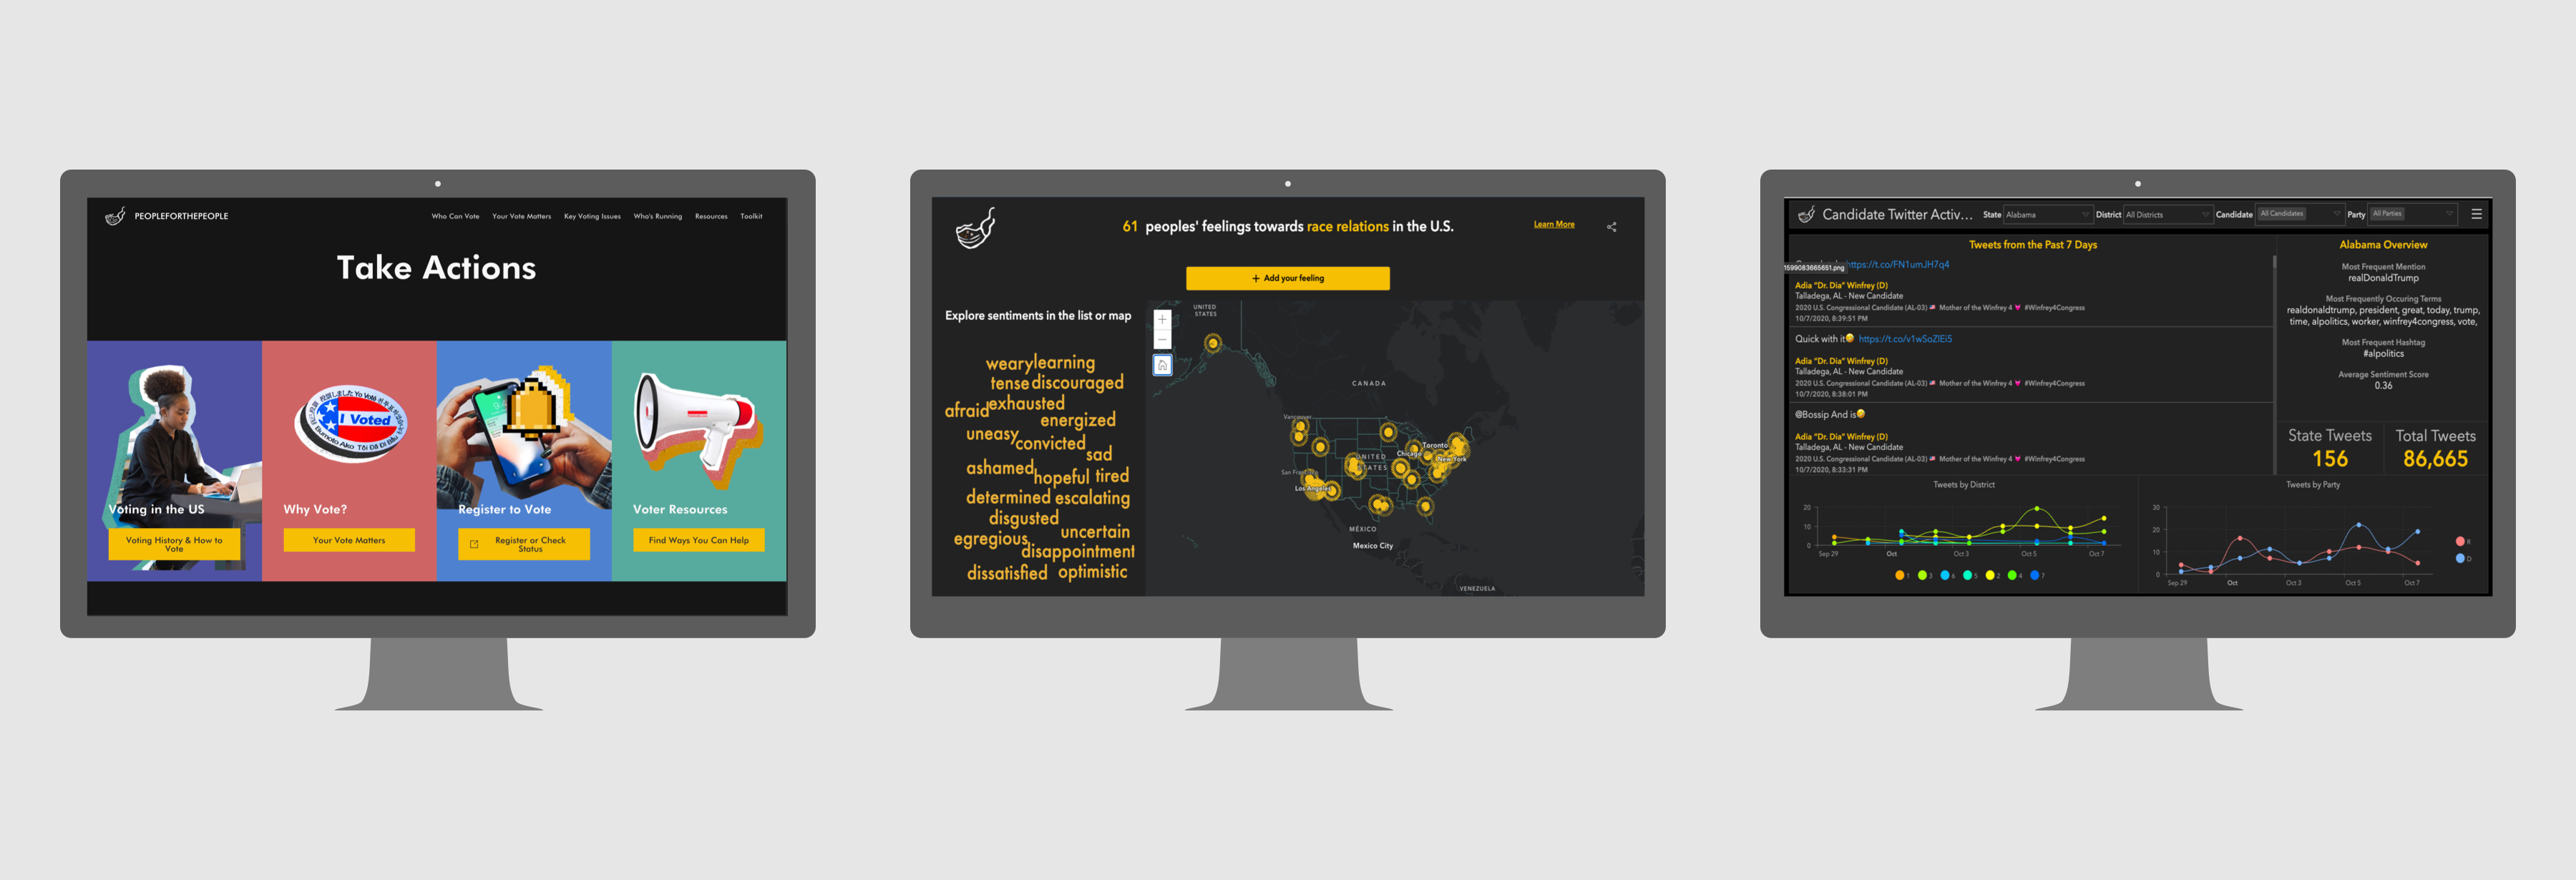 PEOPLEFORTHEPEOPLE
Who Can Vote Your Vote Matters Key Voting Issues Who's Running Resources Toolkit
Take Actions
I Voted
Voting in the US
Voting History & How to
Vote
Why Vote?
Your Vote Matters
Register to Vote
Register or Check
Status
Voter Resources
Find Ways You Can Help
61 peoples' feelings towards race relations in the U.S.
Learn More
+ Add your feeling
Explore sentiments in the list or map
weary learning
tense discouraged
afraid exhausted
energized
uneasy convicted
sad
ashamed hopeful tired
determined escalating
disgusted
uncertain
egregious
disappointment
dissatisfied optimistic
UNITED
STATES
CANADA
Vancouver
Toronto
Chicago
New York
UNITED
STATES
San Francisco
Los Angeles
MÉXICO
Mexico City
VENEZUELA
Candidate Twitter Activ... State Alabama District All Districts Candidate All Candidates Party All Parties
Tweets from the Past 7 Days
1599083665651.png
https://t.co/FN1umJH7q4
Adia "Dr. Dia" Winfrey (D)
Talladega, AL - New Candidate
2020 U.S. Congressional Candidate (AL-03) 🇺🇸 Mother of the Winfrey 4 💗 #Winfrey4Congress
10/7/2020, 8:39:51 PM
Quick with it https://t.co/v1wSoZIEi5
Adia "Dr. Dia" Winfrey (D)
Talladega, AL - New Candidate
2020 U.S. Congressional Candidate (AL-03) 🇺🇸 Mother of the Winfrey 4 💗 #Winfrey4Congress
10/7/2020, 8:38:01 PM
@Bossip And is
Adia "Dr. Dia" Winfrey (D)
Talladega, AL - New Candidate
2020 U.S. Congressional Candidate (AL-03) 🇺🇸 Mother of the Winfrey 4 💗 #Winfrey4Congress
10/7/2020, 8:33:31 PM
Alabama Overview
Most Frequent Mention
realDonaldTrump
Most Frequently Occuring Terms
realdonaldtrump, president, great, today, trump,
time, alpolitics, worker, winfrey4congress, vote,
Most Frequent Hashtag
#alpolitics
Average Sentiment Score
0.36
State Tweets
156
Total Tweets
86,665
Tweets by District
20
10
0
Sep 29 Oct Oct 3 Oct 5 Oct 7
1 3 6 5 2 4 7
Tweets by Party
30
20
10
0
Sep 29 Oct Oct 3 Oct 5 Oct 7
R
D